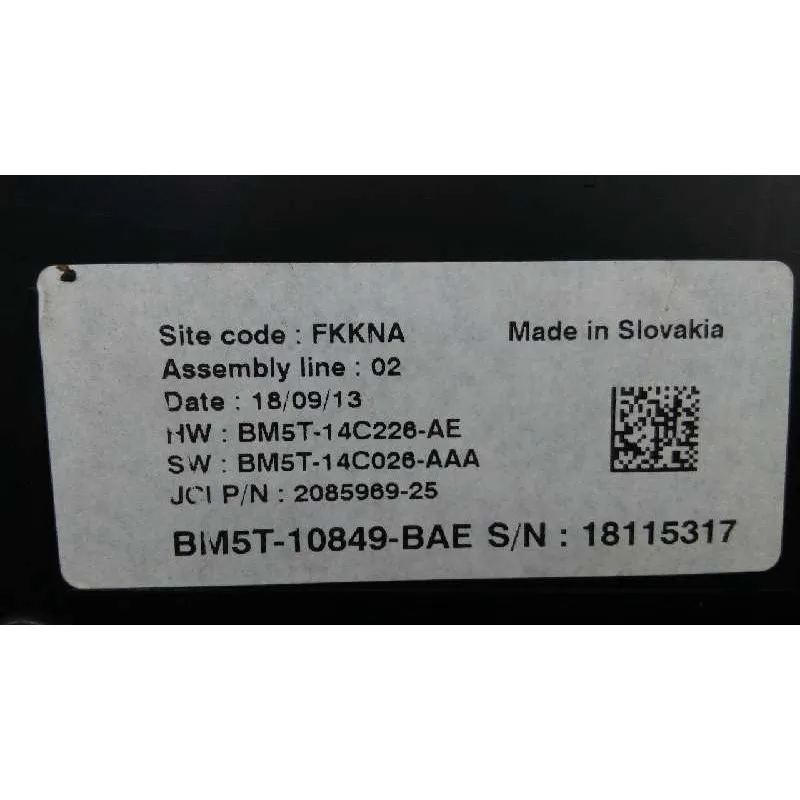 Site code : FKKNA
Made in Slovakia
Assembly line : 02
Date : 18/09/13
HW : BM5T-14C226-AE
SW : BM5T-14C026-AAA
JCI P/N : 2085969-25
BM5T-10849-BAE S/N : 18115317